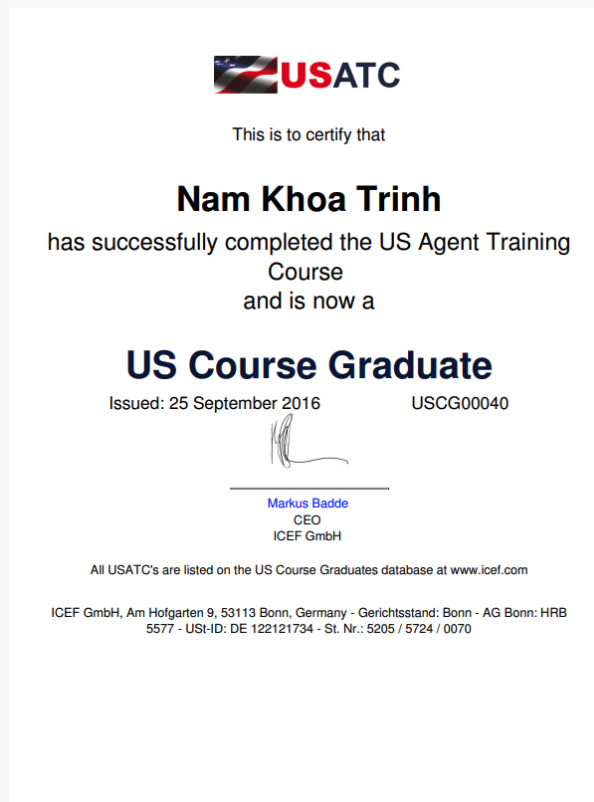 USATC
This is to certify that
Nam Khoa Trinh
has successfully completed the US Agent Training
Course
and is now a
US Course Graduate
Issued: 25 September 2016 USCG00040
Markus Badde
CEO
ICEF GmbH
All USATC's are listed on the US Course Graduates database at www.icef.com
ICEF GmbH, Am Hofgarten 9, 53113 Bonn, Germany - Gerichtsstand: Bonn - AG Bonn: HRB
5577 - USt-ID: DE 122121734 - St. Nr.: 5205 / 5724 / 0070